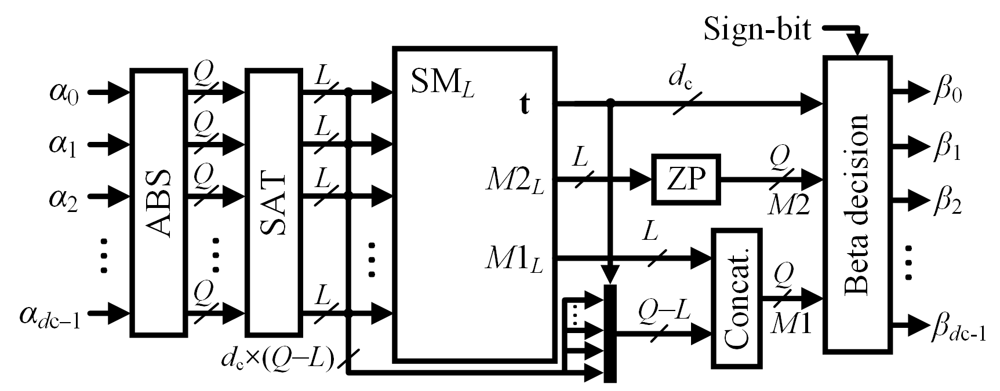 Sign-bit
α0
α1
α2
⋮
αdc–1
ABS
Q
Q
Q
⋮
Q
SAT
L
L
L
⋮
L
dc×(Q–L)
SML
t
M2L
M1L
dc
L
ZP
Q
M2
L
⋮
Q–L
Concat.
Q
M1
Beta decision
β0
β1
β2
⋮
βdc-1